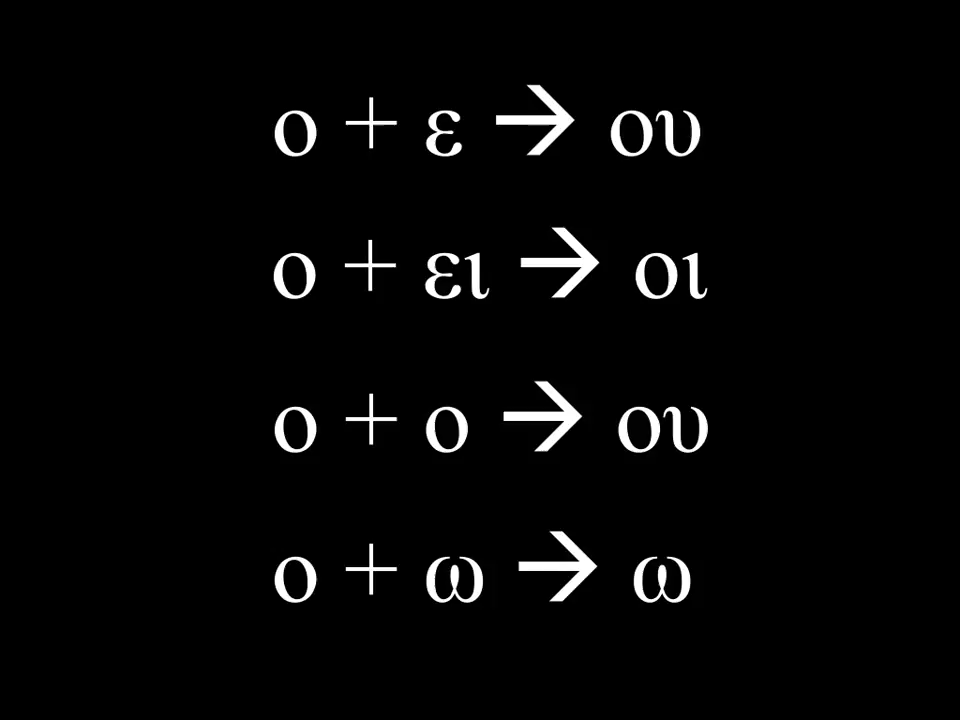 ο + ε → ου
ο + ει → οι
ο + ο → ου
ο + ω → ω